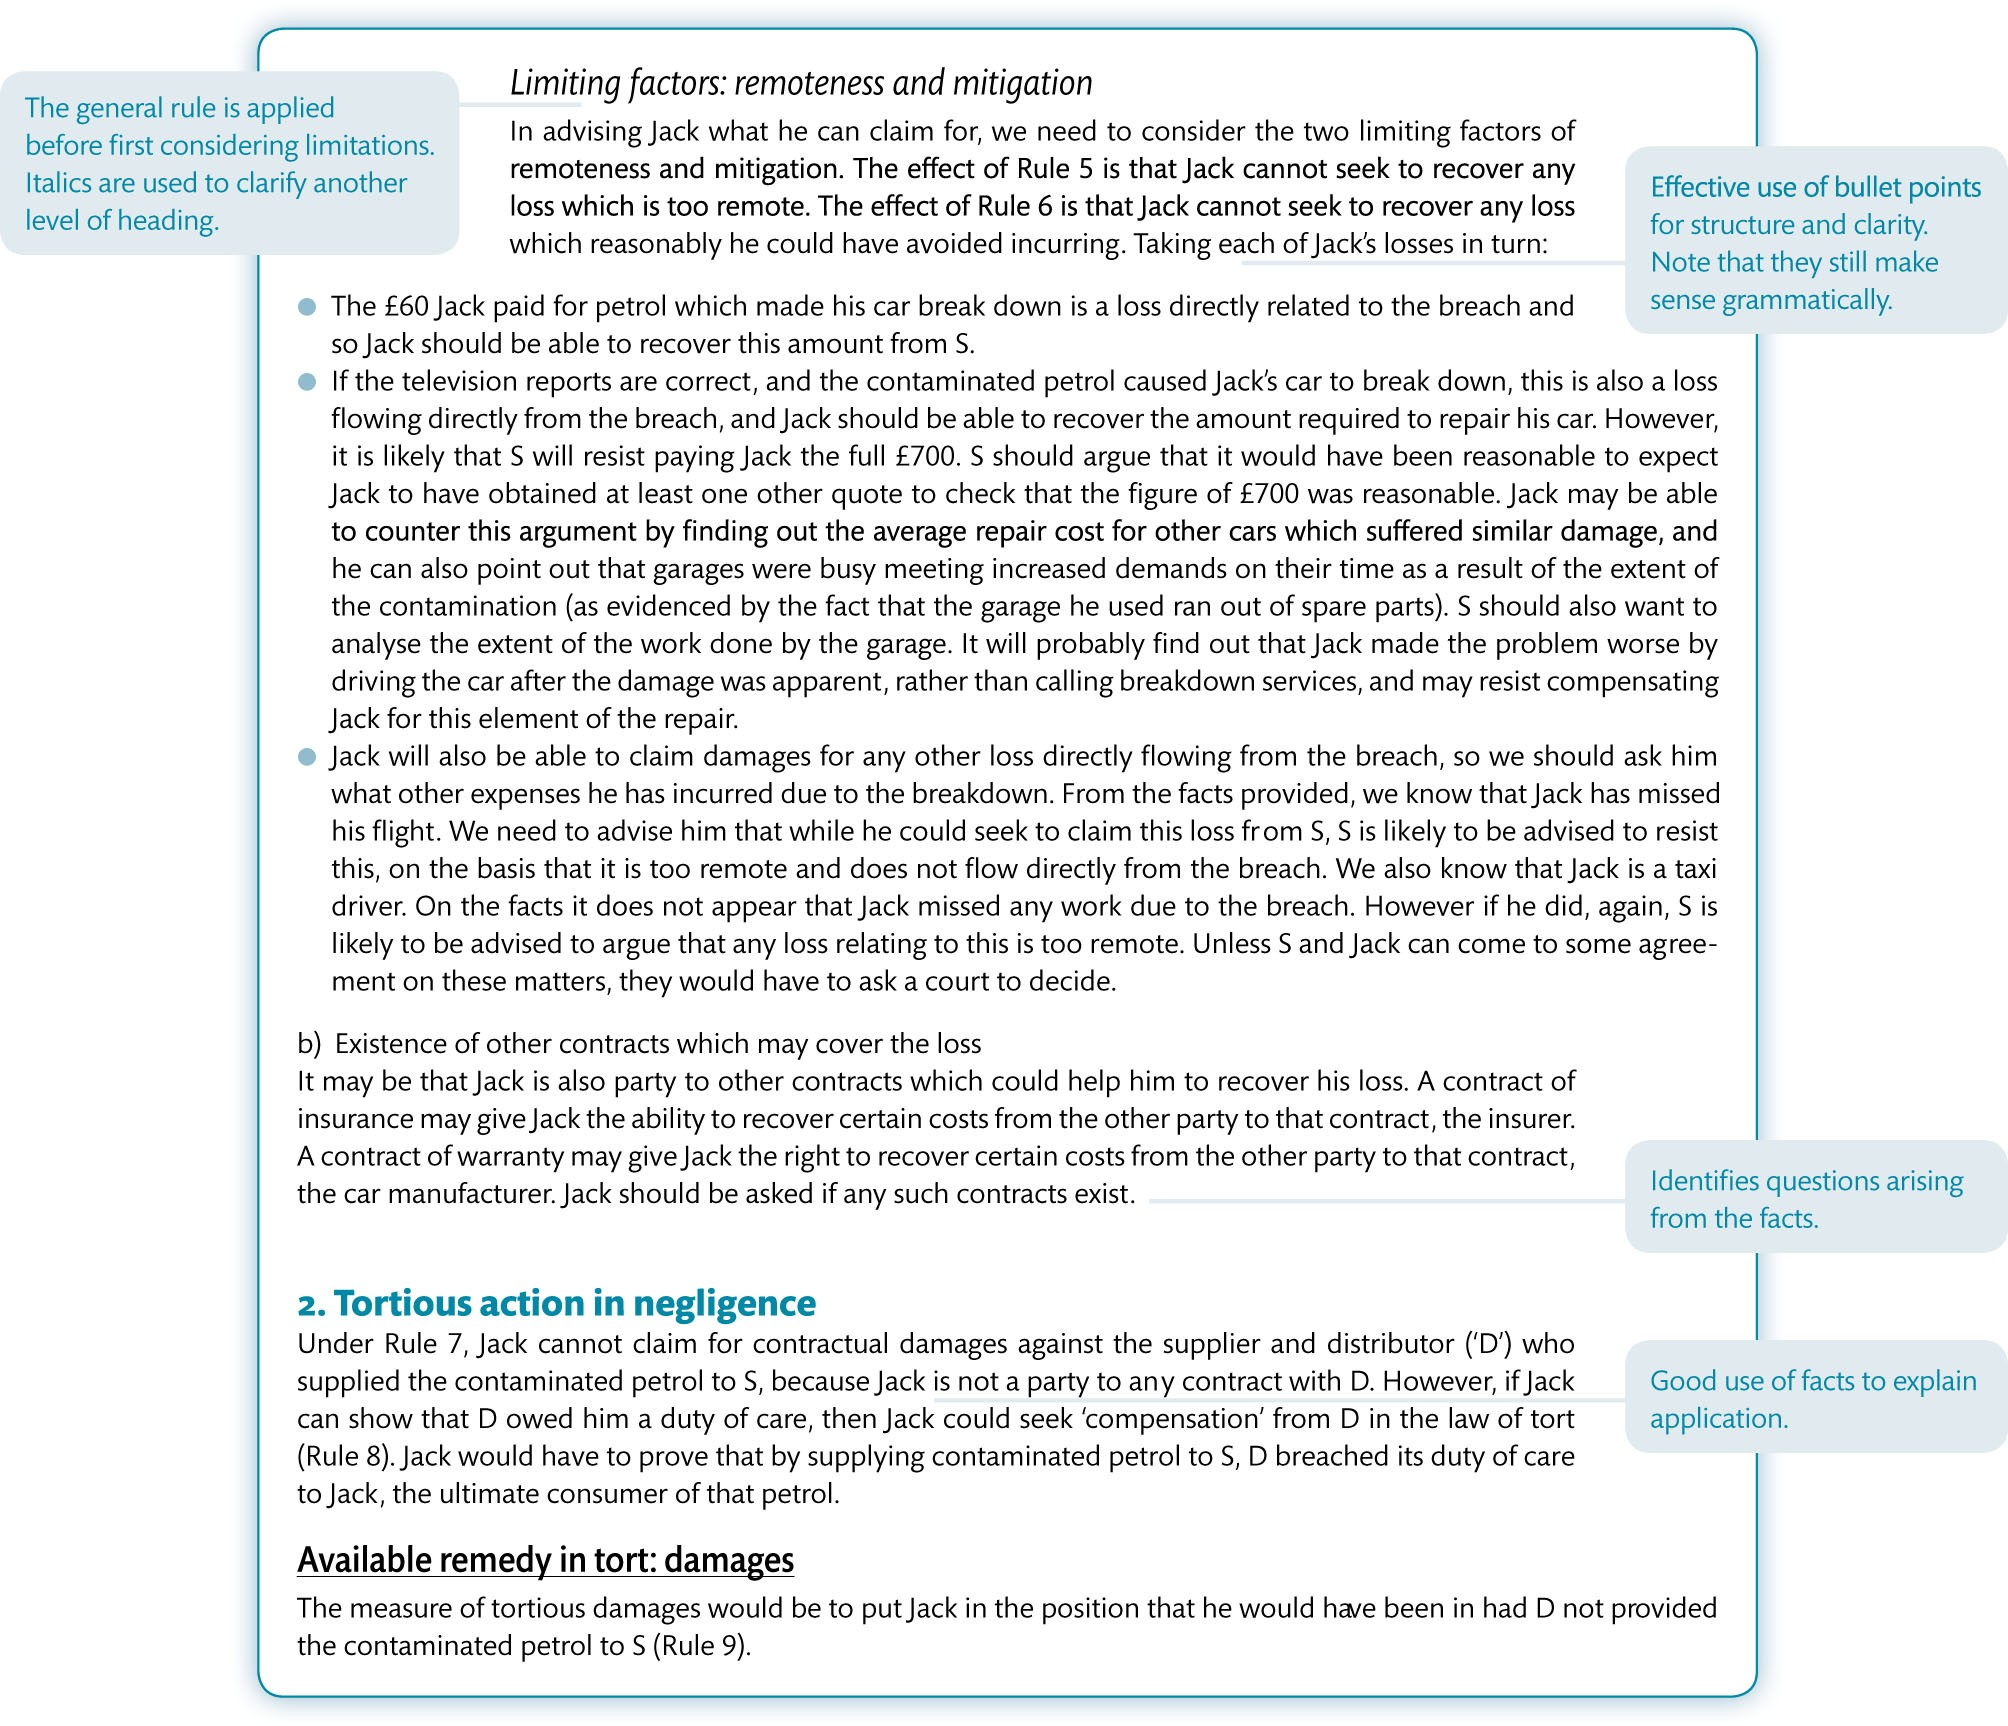 The general rule is applied
before first considering limitations.
Italics are used to clarify another
level of heading.
Limiting factors: remoteness and mitigation
In advising Jack what he can claim for, we need to consider the two limiting factors of
remoteness and mitigation. The effect of Rule 5 is that Jack cannot seek to recover any
loss which is too remote. The effect of Rule 6 is that Jack cannot seek to recover any loss
which reasonably he could have avoided incurring. Taking each of Jack's losses in turn:
Effective use of bullet points
for structure and clarity.
Note that they still make
sense grammatically.
● The £60 Jack paid for petrol which made his car break down is a loss directly related to the breach and
so Jack should be able to recover this amount from S.
● If the television reports are correct, and the contaminated petrol caused Jack's car to break down, this is also a loss
flowing directly from the breach, and Jack should be able to recover the amount required to repair his car. However,
it is likely that S will resist paying Jack the full £700. S should argue that it would have been reasonable to expect
Jack to have obtained at least one other quote to check that the figure of £700 was reasonable. Jack may be able
to counter this argument by finding out the average repair cost for other cars which suffered similar damage, and
he can also point out that garages were busy meeting increased demands on their time as a result of the extent of
the contamination (as evidenced by the fact that the garage he used ran out of spare parts). S should also want to
analyse the extent of the work done by the garage. It will probably find out that Jack made the problem worse by
driving the car after the damage was apparent, rather than calling breakdown services, and may resist compensating
Jack for this element of the repair.
● Jack will also be able to claim damages for any other loss directly flowing from the breach, so we should ask him
what other expenses he has incurred due to the breakdown. From the facts provided, we know that Jack has missed
his flight. We need to advise him that while he could seek to claim this loss from S, S is likely to be advised to resist
this, on the basis that it is too remote and does not flow directly from the breach. We also know that Jack is a taxi
driver. On the facts it does not appear that Jack missed any work due to the breach. However if he did, again, S is
likely to be advised to argue that any loss relating to this is too remote. Unless S and Jack can come to some agree-
ment on these matters, they would have to ask a court to decide.
b) Existence of other contracts which may cover the loss
It may be that Jack is also party to other contracts which could help him to recover his loss. A contract of
insurance may give Jack the ability to recover certain costs from the other party to that contract, the insurer.
A contract of warranty may give Jack the right to recover certain costs from the other party to that contract,
the car manufacturer. Jack should be asked if any such contracts exist.
Identifies questions arising
from the facts.
2. Tortious action in negligence
Under Rule 7, Jack cannot claim for contractual damages against the supplier and distributor ('D') who
supplied the contaminated petrol to S, because Jack is not a party to any contract with D. However, if Jack
can show that D owed him a duty of care, then Jack could seek 'compensation' from D in the law of tort
(Rule 8). Jack would have to prove that by supplying contaminated petrol to S, D breached its duty of care
to Jack, the ultimate consumer of that petrol.
Good use of facts to explain
application.
Available remedy in tort: damages
The measure of tortious damages would be to put Jack in the position that he would have been in had D not provided
the contaminated petrol to S (Rule 9).